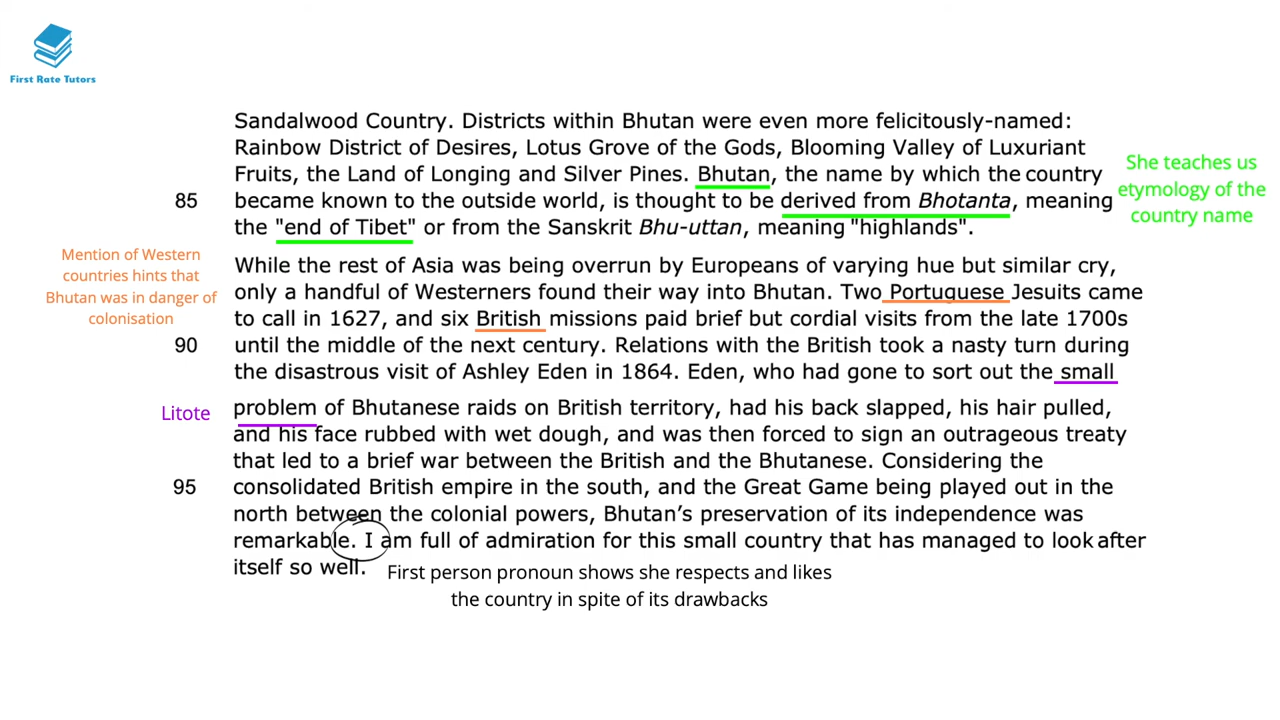 First Rate Tutors
Sandalwood Country. Districts within Bhutan were even more felicitously-named:
Rainbow District of Desires, Lotus Grove of the Gods, Blooming Valley of Luxuriant
Fruits, the Land of Longing and Silver Pines. Bhutan, the name by which the country
85 became known to the outside world, is thought to be derived from Bhotanta, meaning
the "end of Tibet" or from the Sanskrit Bhu-uttan, meaning "highlands".
She teaches us
etymology of the
country name
Mention of Western
countries hints that
Bhutan was in danger of
colonisation
While the rest of Asia was being overrun by Europeans of varying hue but similar cry,
only a handful of Westerners found their way into Bhutan. Two Portuguese Jesuits came
to call in 1627, and six British missions paid brief but cordial visits from the late 1700s
90 until the middle of the next century. Relations with the British took a nasty turn during
the disastrous visit of Ashley Eden in 1864. Eden, who had gone to sort out the small
Litote
problem of Bhutanese raids on British territory, had his back slapped, his hair pulled,
and his face rubbed with wet dough, and was then forced to sign an outrageous treaty
that led to a brief war between the British and the Bhutanese. Considering the
95 consolidated British empire in the south, and the Great Game being played out in the
north between the colonial powers, Bhutan's preservation of its independence was
remarkable. I am full of admiration for this small country that has managed to look after
itself so well.
First person pronoun shows she respects and likes
the country in spite of its drawbacks